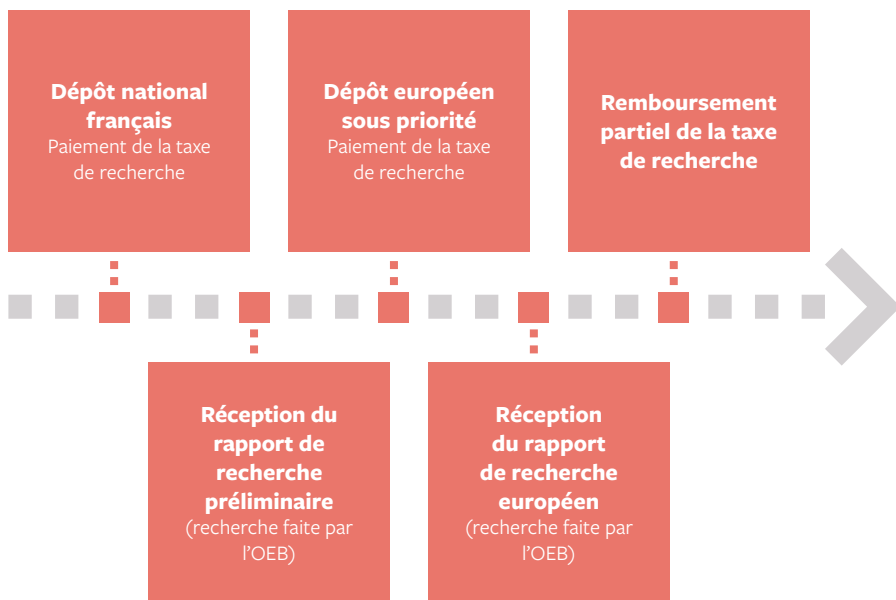 Dépôt national
français
Paiement de la taxe
de recherche
Réception du
rapport de
recherche
préliminaire
(recherche faite par
l'OEB)
Dépôt européen
sous priorité
Paiement de la taxe
de recherche
Réception
du rapport
de recherche
européen
(recherche faite par
l'OEB)
Remboursement
partiel de la taxe
de recherche